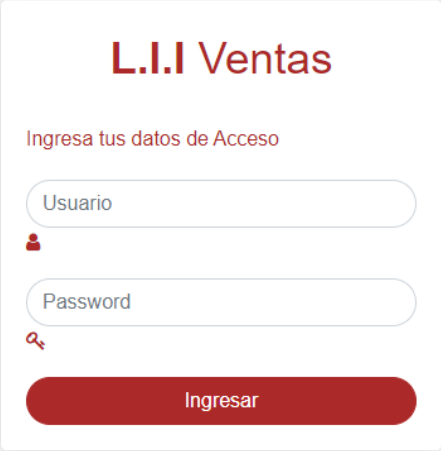 L.I.I Ventas
Ingresa tus datos de Acceso
Usuario
Password
Ingresar